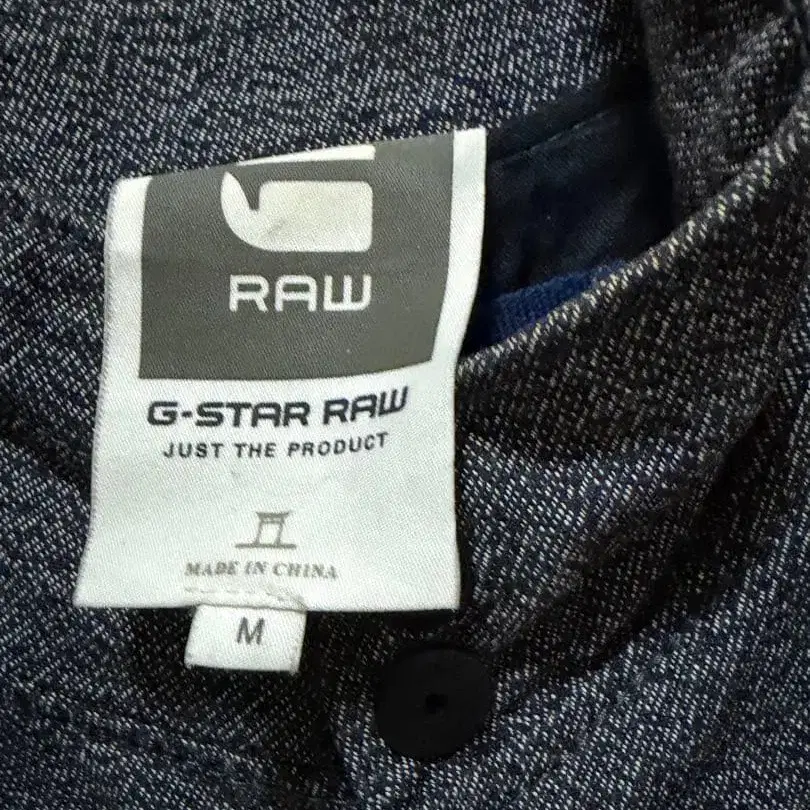 RAW
G-STAR RAW
JUST THE PRODUCT
MADE IN CHINA
M